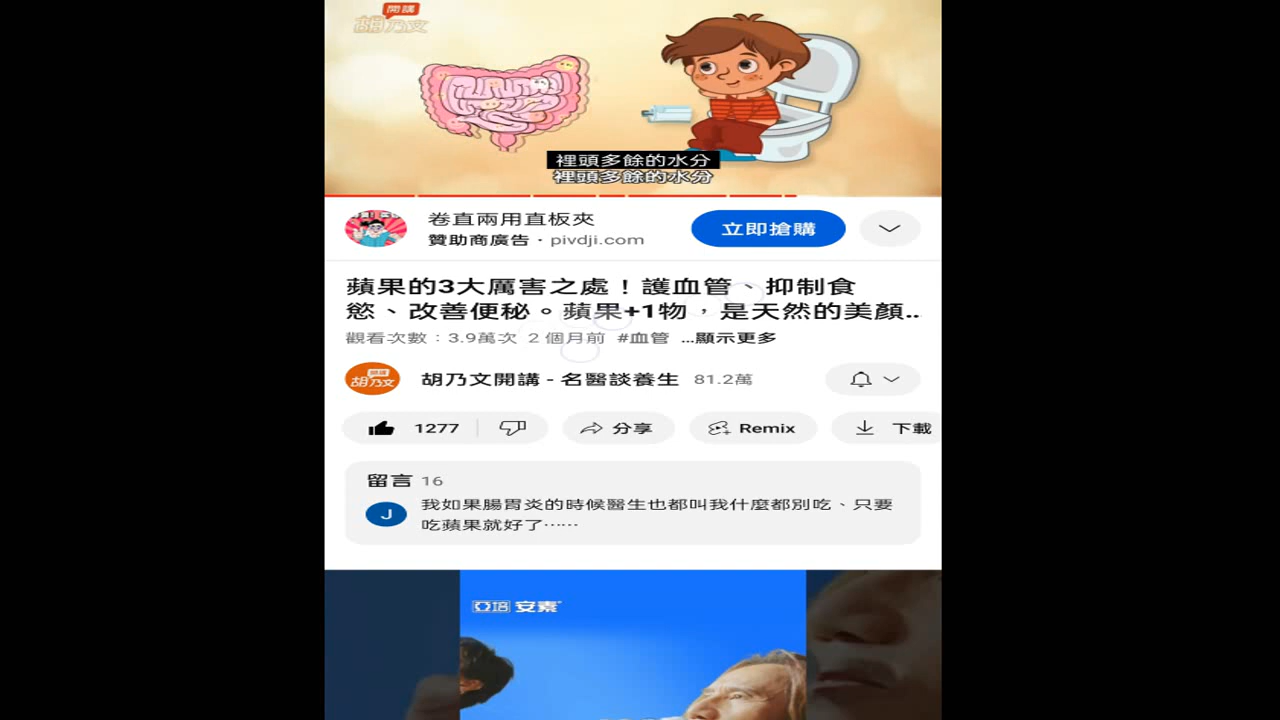 開講
胡乃文
裡頭多餘的水分
裡頭多餘的水分
卷直兩用直板夾
贊助商廣告・pivdji.com
立即搶購
蘋果的3大厲害之處！護血管、抑制食
慾、改善便秘。蘋果+1物，是天然的美顏..
觀看次數：3.9萬次 2 個月前 #血管 ...顯示更多
開講
胡乃文
胡乃文開講 - 名醫談養生 81.2萬
1277 分享 Remix 下載
留言 16
J
我如果腸胃炎的時候醫生也都叫我什麼都別吃、只要
吃蘋果就好了⋯⋯
亞培 安素